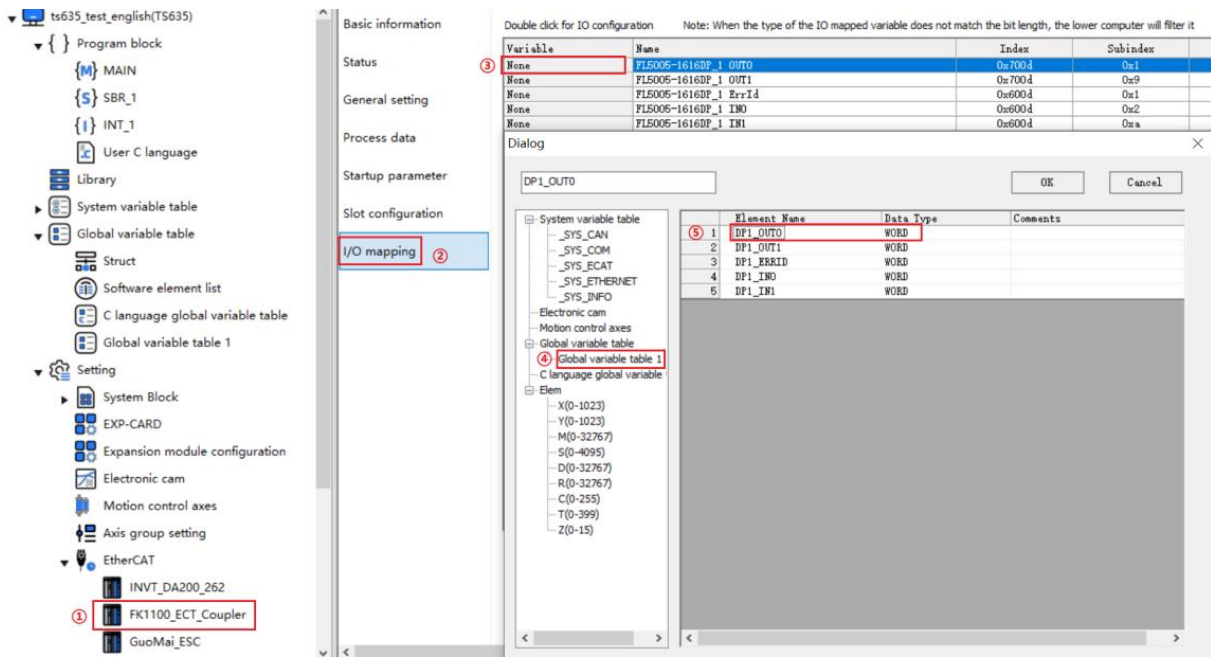 ts635_test_english(TS635)
{ } Program block
{M} MAIN
{S} SBR_1
{I} INT_1
User C language
Library
System variable table
Global variable table
Struct
Software element list
C language global variable table
Global variable table 1
Setting
System Block
EXP-CARD
Expansion module configuration
Electronic cam
Motion control axes
Axis group setting
EtherCAT
INVT_DA200_262
① FK1100_ECT_Coupler
GuoMai_ESC
Basic information
Status
General setting
Process data
Startup parameter
Slot configuration
I/O mapping ②
Double click for IO configuration Note: When the type of the IO mapped variable does not match the bit length, the lower computer will filter it
Variable Name Index Subindex
③ None FL5005-1616DP_1 OUT0 0x700d 0x1
None FL5005-1616DP_1 OUT1 0x700d 0x9
None FL5005-1616DP_1 ErrId 0x600d 0x1
None FL5005-1616DP_1 IN0 0x600d 0x2
None FL5005-1616DP_1 IN1 0x600d 0xa
Dialog
DP1_OUT0 OK Cancel
System variable table
_SYS_CAN
_SYS_COM
_SYS_ECAT
_SYS_ETHERNET
_SYS_INFO
Electronic cam
Motion control axes
Global variable table
④ Global variable table 1
C language global variable
Elem
X(0-1023)
Y(0-1023)
M(0-32767)
S(0-4095)
D(0-32767)
R(0-32767)
C(0-255)
T(0-399)
Z(0-15)
Element Name Data Type Comments
⑤ 1 DP1_OUT0 WORD
2 DP1_OUT1 WORD
3 DP1_ERRID WORD
4 DP1_IN0 WORD
5 DP1_IN1 WORD